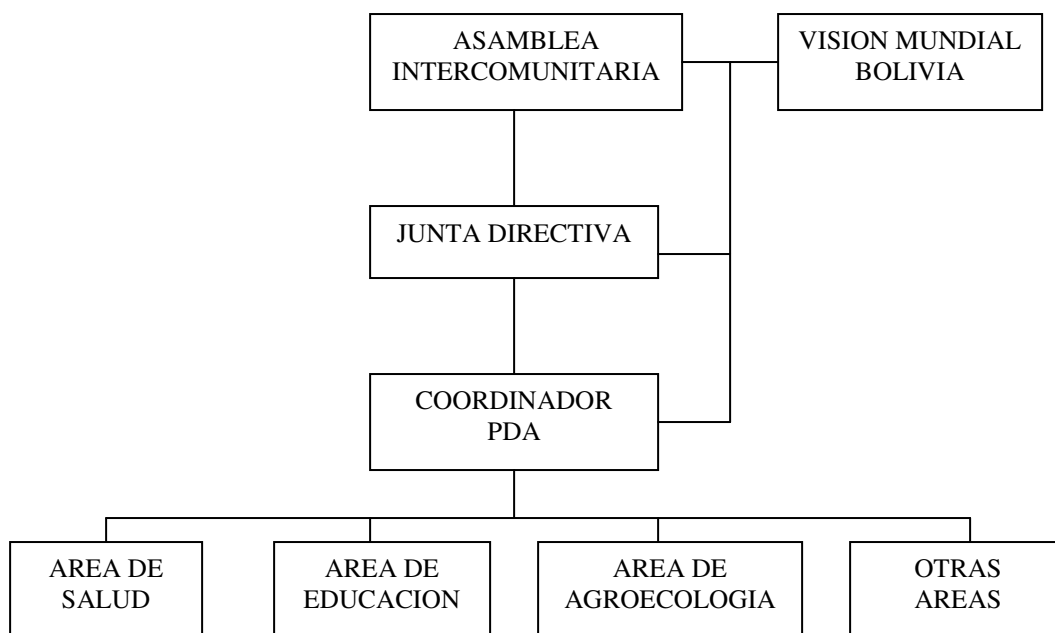 ASAMBLEA
INTERCOMUNITARIA
VISION MUNDIAL
BOLIVIA
JUNTA DIRECTIVA
COORDINADOR
PDA
AREA DE
SALUD
AREA DE
EDUCACION
AREA DE
AGROECOLOGIA
OTRAS
AREAS